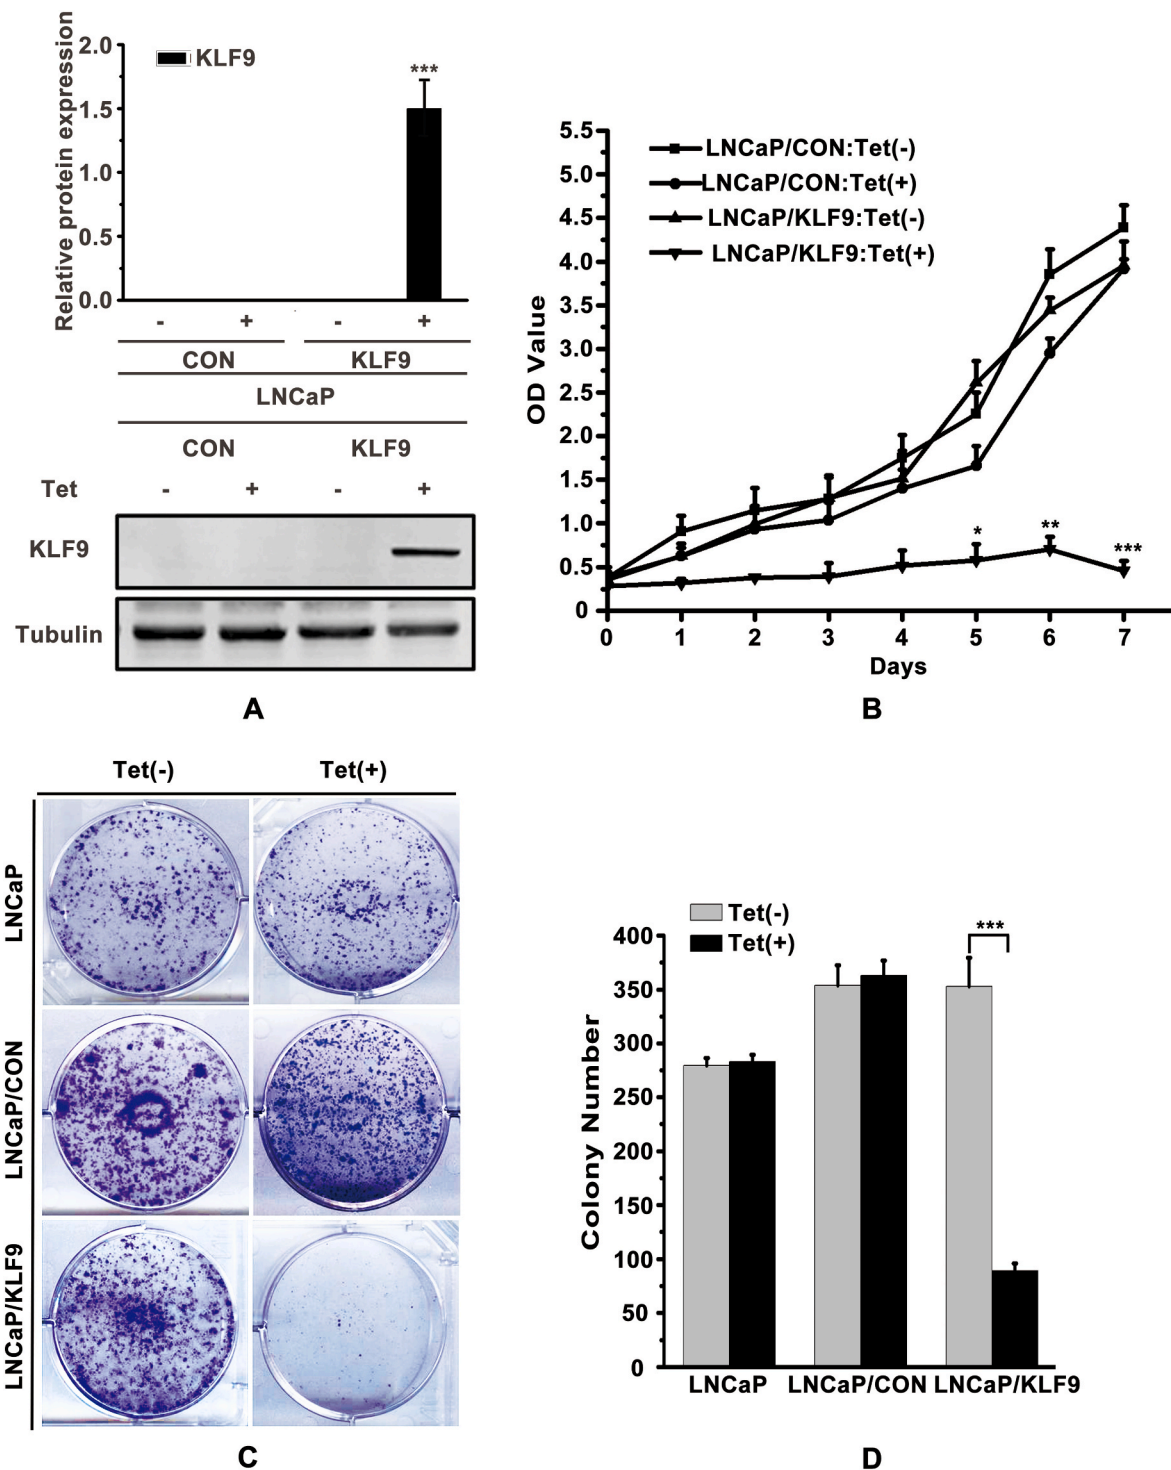 Relative protein expression
2.0
1.5
1.0
0.5
0.0
KLF9
***
- + - +
CON KLF9
LNCaP
CON KLF9
Tet - + - +
KLF9
Tubulin
A
OD Value
5.5
5.0
4.5
4.0
3.5
3.0
2.5
2.0
1.5
1.0
0.5
0
LNCaP/CON:Tet(-)
LNCaP/CON:Tet(+)
LNCaP/KLF9:Tet(-)
LNCaP/KLF9:Tet(+)
* ** ***
0 1 2 3 4 5 6 7
Days
B
Tet(-) Tet(+)
LNCaP
LNCaP/CON
LNCaP/KLF9
C
Colony Number
400
350
300
250
200
150
100
50
0
Tet(-)
Tet(+)
***
LNCaP LNCaP/CON LNCaP/KLF9
D